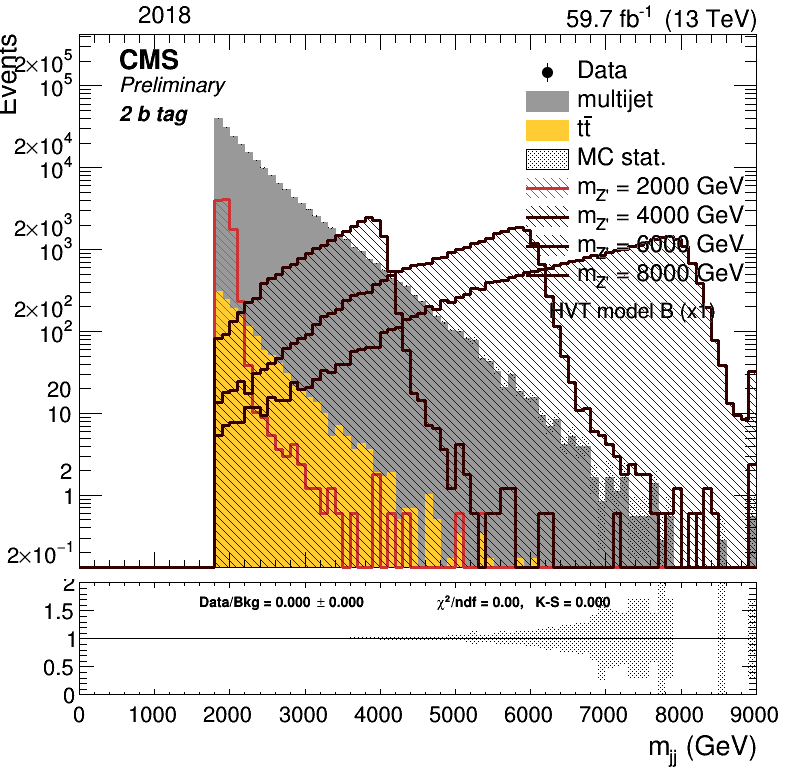 2018
59.7 fb⁻¹ (13 TeV)
Events
CMS
Preliminary
2 b tag
Data
multijet
tt̄
MC stat.
m_Z' = 2000 GeV
m_Z' = 4000 GeV
m_Z' = 6000 GeV
m_Z' = 8000 GeV
HVT model B (x1)
2×10⁵
10⁵
2×10⁴
10⁴
2×10³
10³
2×10²
10²
20
10
2
1
2×10⁻¹
Data/Bkg = 0.000 ± 0.000
χ²/ndf = 0.00, K-S = 0.000
2
1.5
1
0.5
0
0 1000 2000 3000 4000 5000 6000 7000 8000 9000
m_jj (GeV)